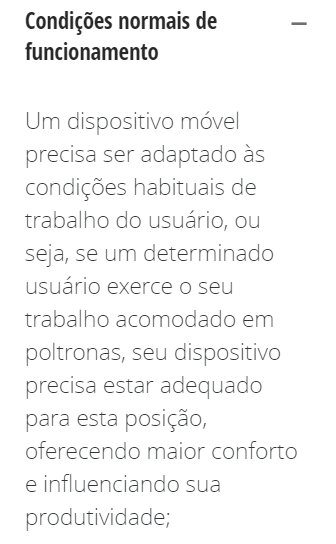 Condições normais de
funcionamento
Um dispositivo móvel
precisa ser adaptado às
condições habituais de
trabalho do usuário, ou
seja, se um determinado
usuário exerce o seu
trabalho acomodado em
poltronas, seu dispositivo
precisa estar adequado
para esta posição,
oferecendo maior conforto
e influenciando sua
produtividade;